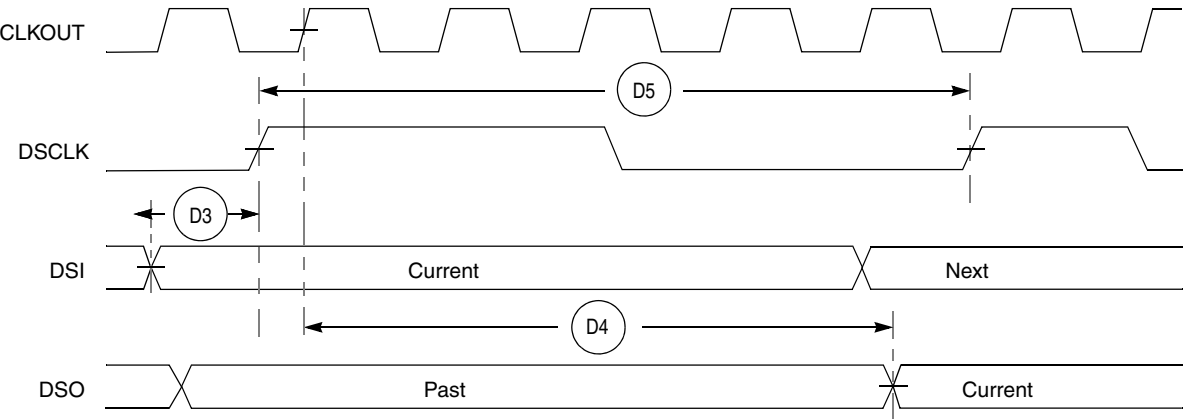 CLKOUT
D5
DSCLK
D3
DSI
Current
Next
D4
DSO
Past
Current